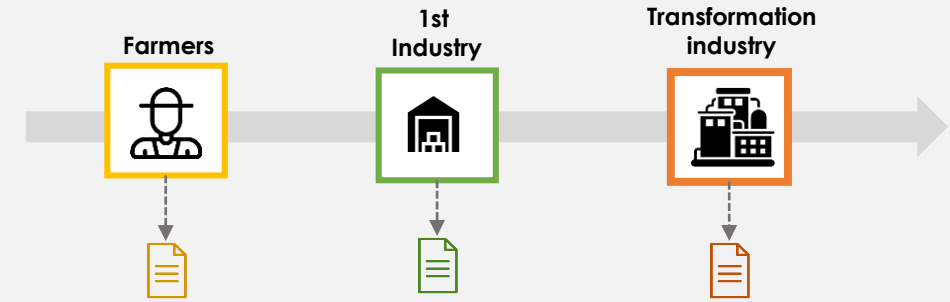 Farmers
1st
Industry
Transformation
industry